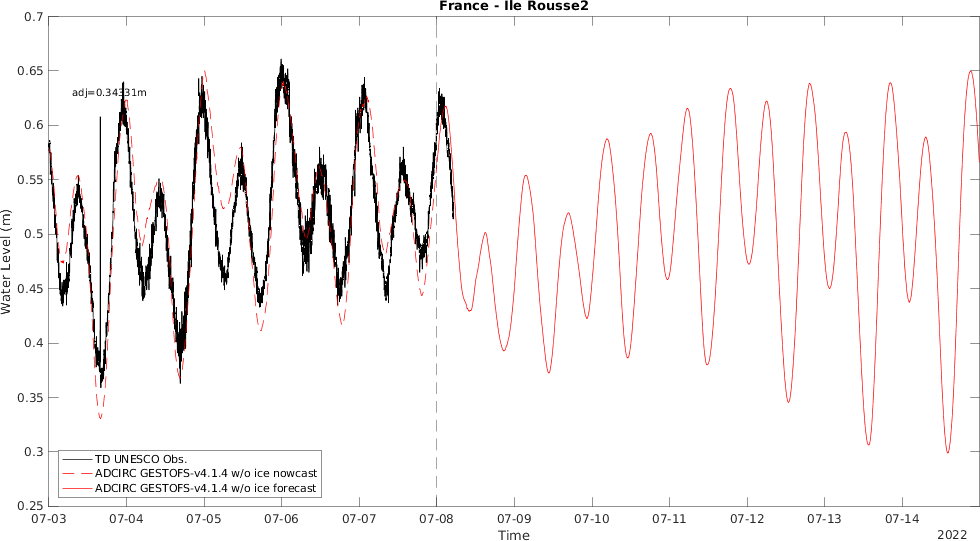 France - Ile Rousse2
0.7
0.65
0.6
0.55
0.5
0.45
0.4
0.35
0.3
0.25
Water Level (m)
adj=0.34331m
TD UNESCO Obs.
ADCIRC GESTOFS-v4.1.4 w/o ice nowcast
ADCIRC GESTOFS-v4.1.4 w/o ice forecast
07-03 07-04 07-05 07-06 07-07 07-08 07-09 07-10 07-11 07-12 07-13 07-14
Time
2022